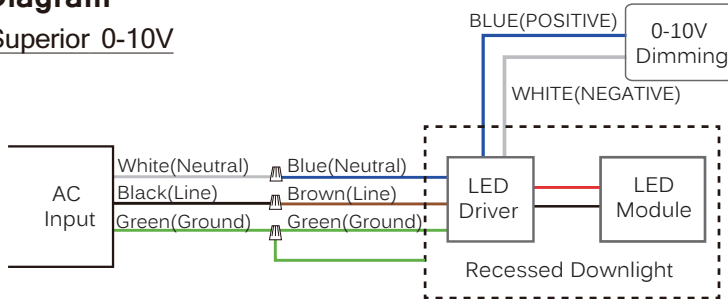 Diagram
Superior 0-10V
BLUE(POSITIVE)
0-10V
Dimming
WHITE(NEGATIVE)
AC
Input
White(Neutral)
Blue(Neutral)
Black(Line)
Brown(Line)
Green(Ground)
Green(Ground)
LED
Driver
LED
Module
Recessed Downlight